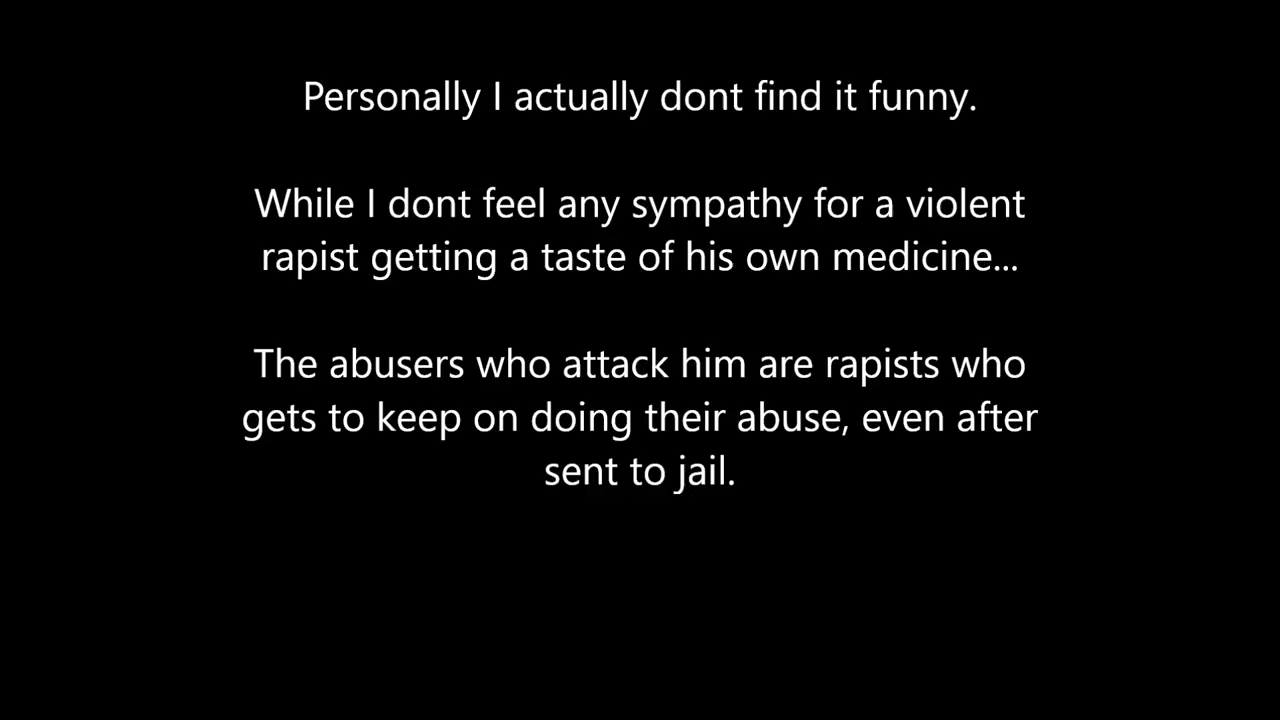 Personally I actually dont find it funny.
While I dont feel any sympathy for a violent
rapist getting a taste of his own medicine...
The abusers who attack him are rapists who
gets to keep on doing their abuse, even after
sent to jail.